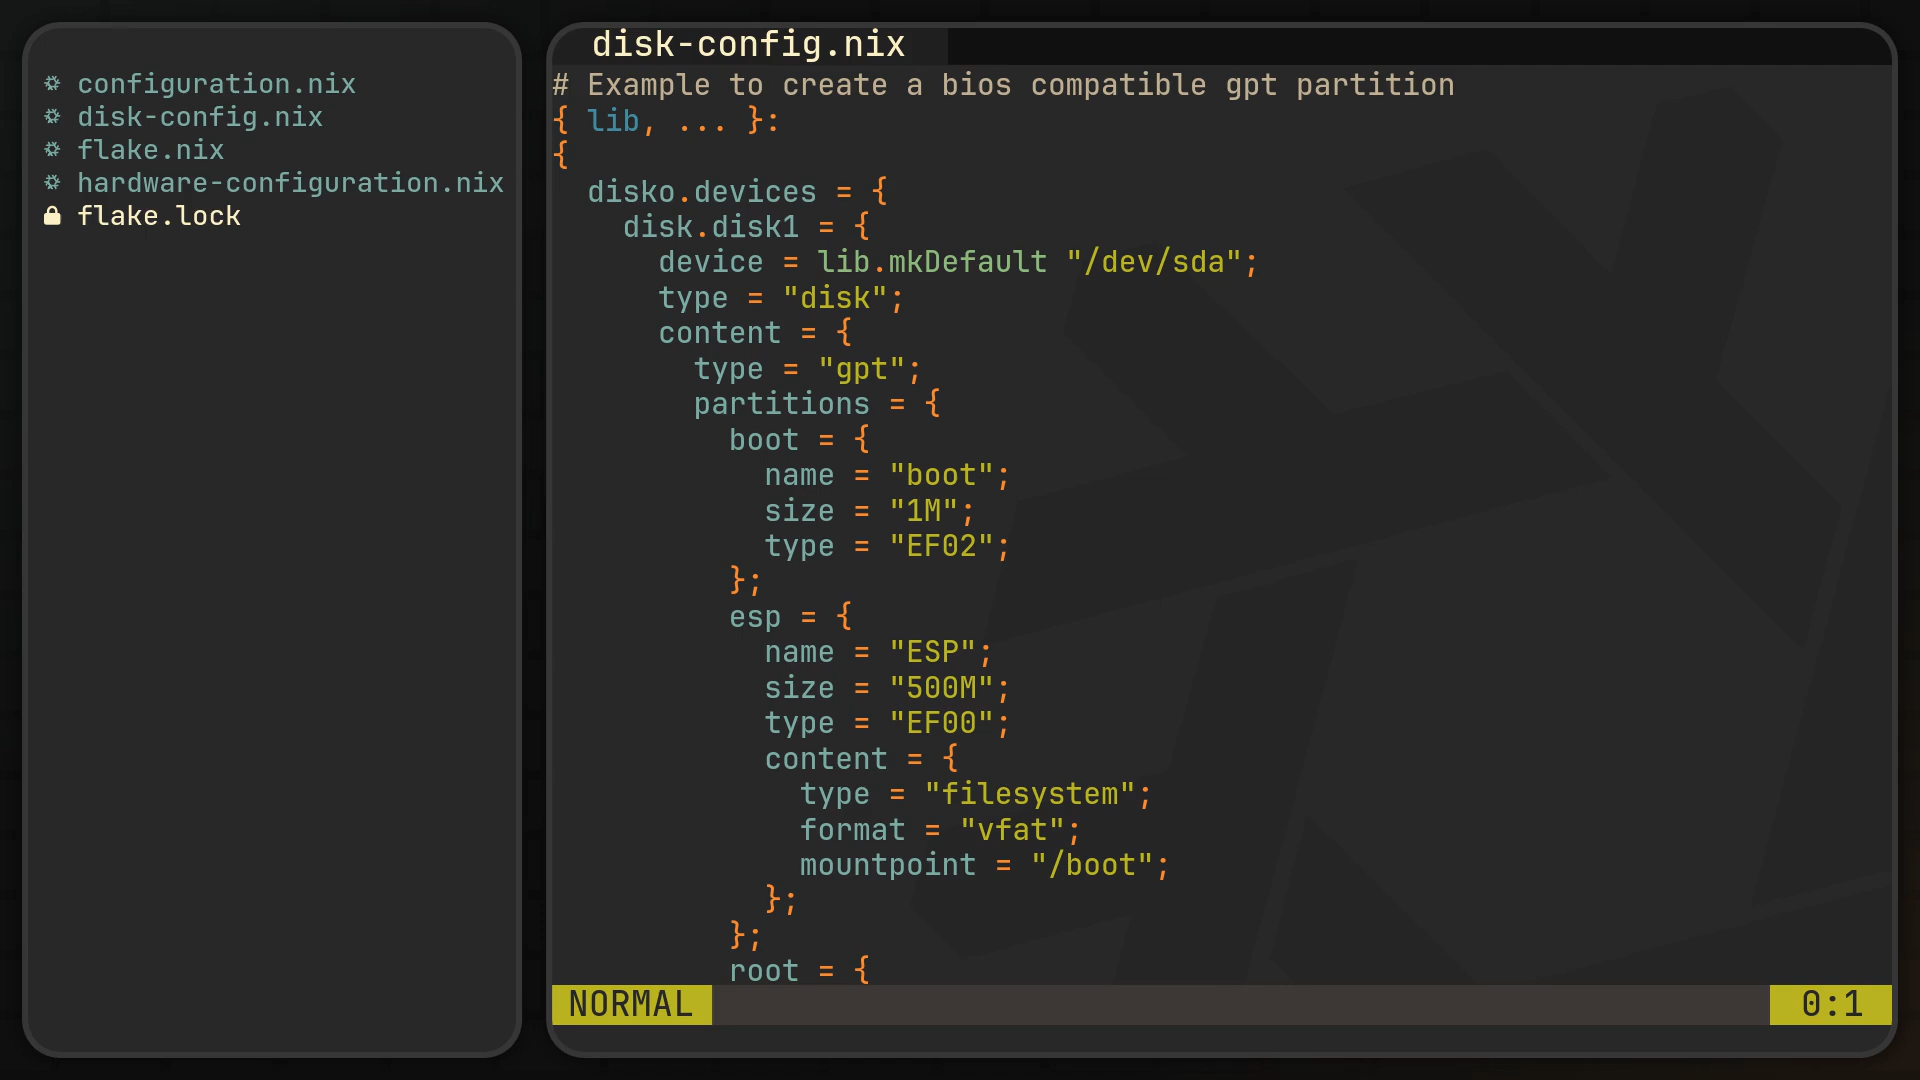 configuration.nix
disk-config.nix
flake.nix
hardware-configuration.nix
flake.lock
disk-config.nix
# Example to create a bios compatible gpt partition
{ lib, ... }:
{
  disko.devices = {
    disk.disk1 = {
      device = lib.mkDefault "/dev/sda";
      type = "disk";
      content = {
        type = "gpt";
        partitions = {
          boot = {
            name = "boot";
            size = "1M";
            type = "EF02";
          };
          esp = {
            name = "ESP";
            size = "500M";
            type = "EF00";
            content = {
              type = "filesystem";
              format = "vfat";
              mountpoint = "/boot";
            };
          };
          root = {
NORMAL 0:1